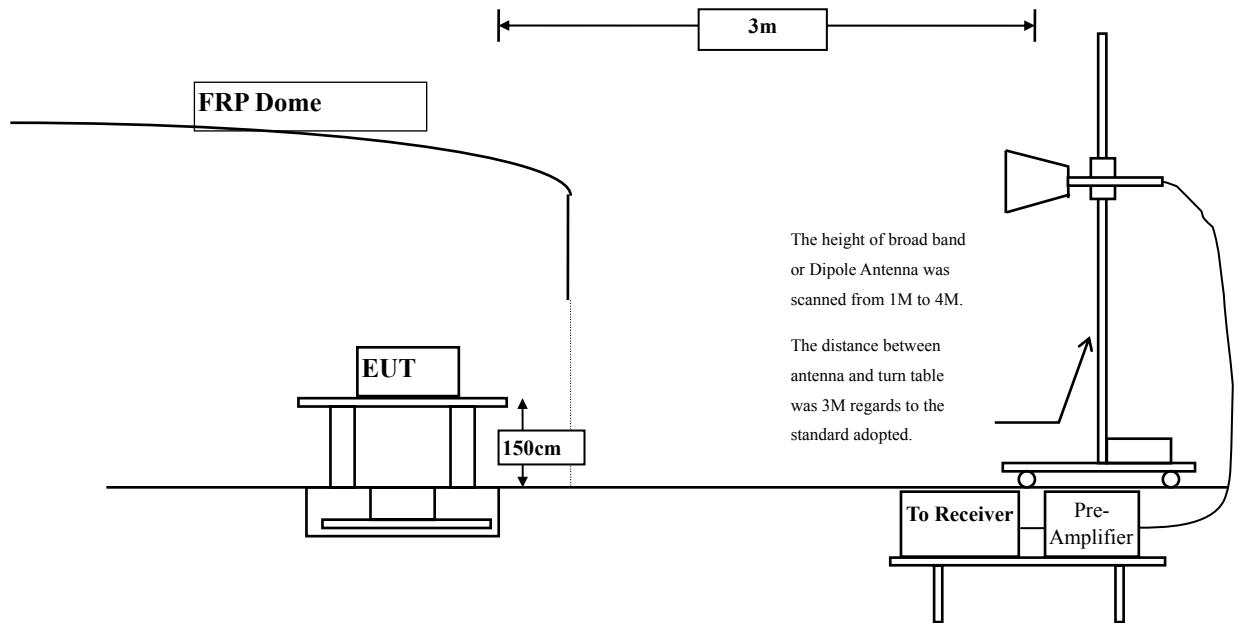 3m
FRP Dome
The height of broad band
or Dipole Antenna was
scanned from 1M to 4M.
The distance between
antenna and turn table
was 3M regards to the
standard adopted.
EUT
150cm
To Receiver
Pre-
Amplifier